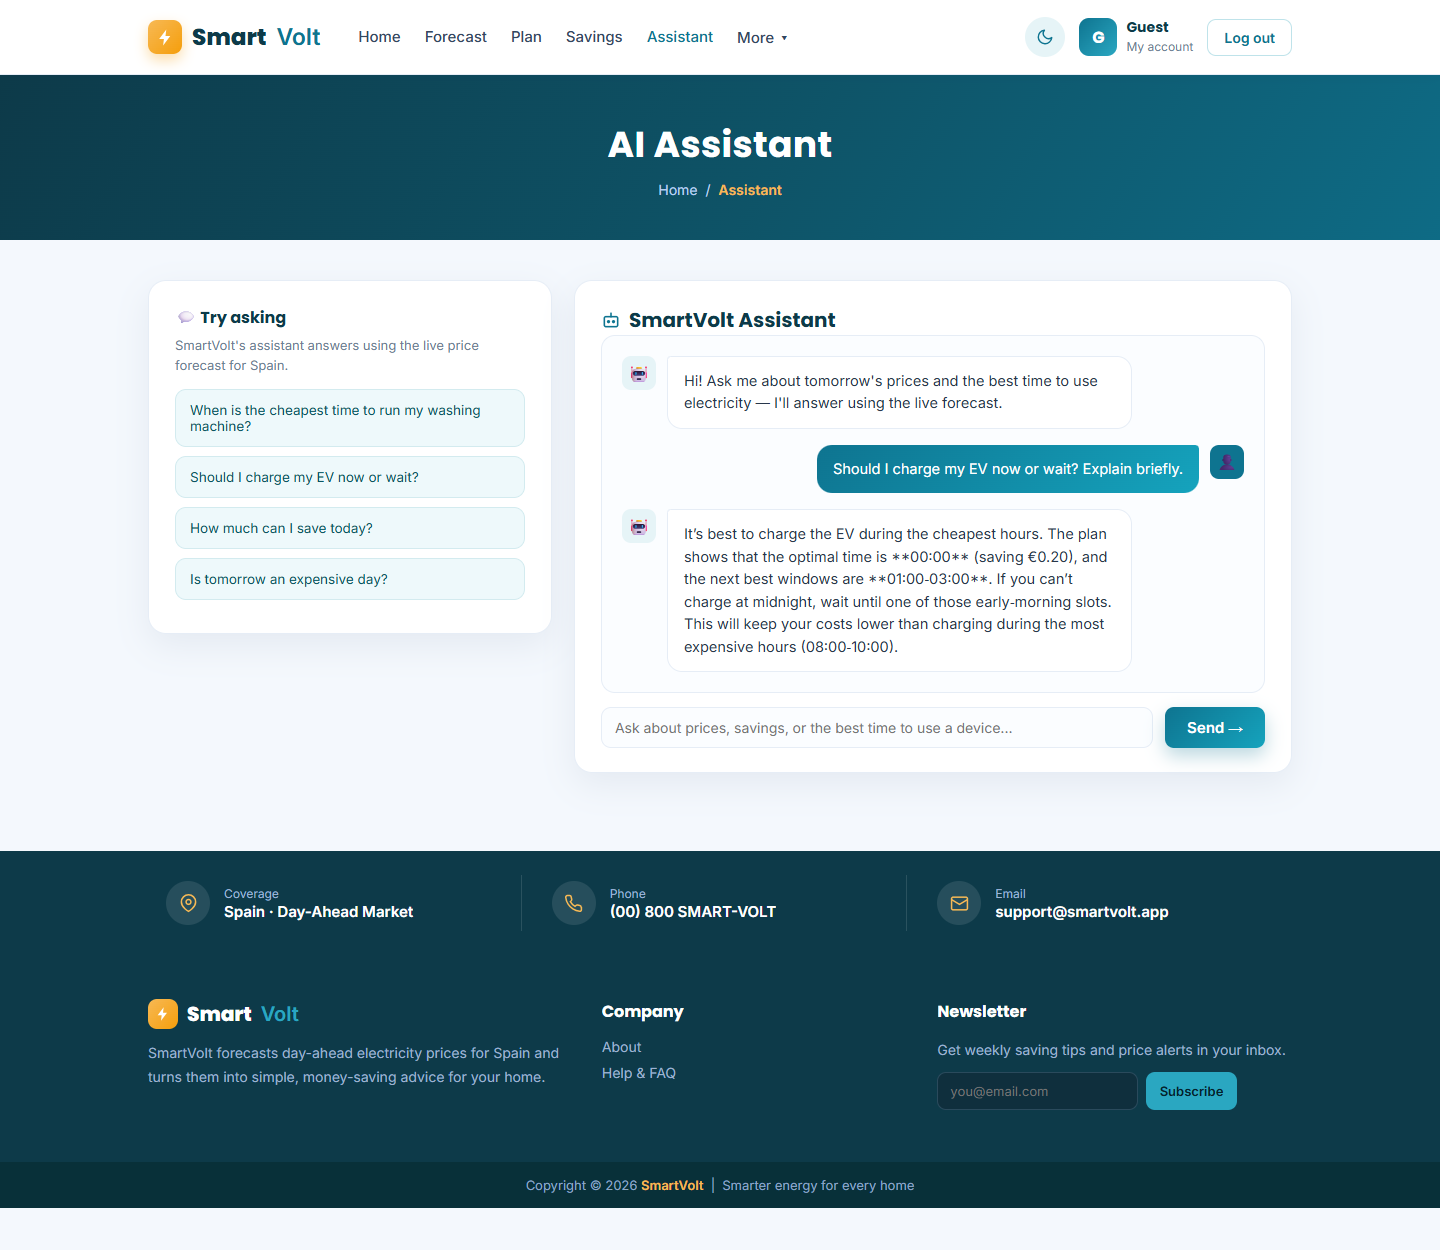 Smart Volt
Home
Forecast
Plan
Savings
Assistant
More ▾
G
Guest
My account
Log out
AI Assistant
Home / Assistant
Try asking
SmartVolt's assistant answers using the live price
forecast for Spain.
When is the cheapest time to run my washing
machine?
Should I charge my EV now or wait?
How much can I save today?
Is tomorrow an expensive day?
SmartVolt Assistant
Hi! Ask me about tomorrow's prices and the best time to use
electricity — I'll answer using the live forecast.
Should I charge my EV now or wait? Explain briefly.
It’s best to charge the EV during the cheapest hours. The plan
shows that the optimal time is **00:00** (saving €0.20), and
the next best windows are **01:00-03:00**. If you can’t
charge at midnight, wait until one of those early-morning slots.
This will keep your costs lower than charging during the most
expensive hours (08:00-10:00).
Ask about prices, savings, or the best time to use a device...
Send →
Coverage
Spain · Day-Ahead Market
Phone
(00) 800 SMART-VOLT
Email
support@smartvolt.app
Smart Volt
SmartVolt forecasts day-ahead electricity prices for Spain and
turns them into simple, money-saving advice for your home.
Company
About
Help & FAQ
Newsletter
Get weekly saving tips and price alerts in your inbox.
you@email.com
Subscribe
Copyright © 2026 SmartVolt | Smarter energy for every home